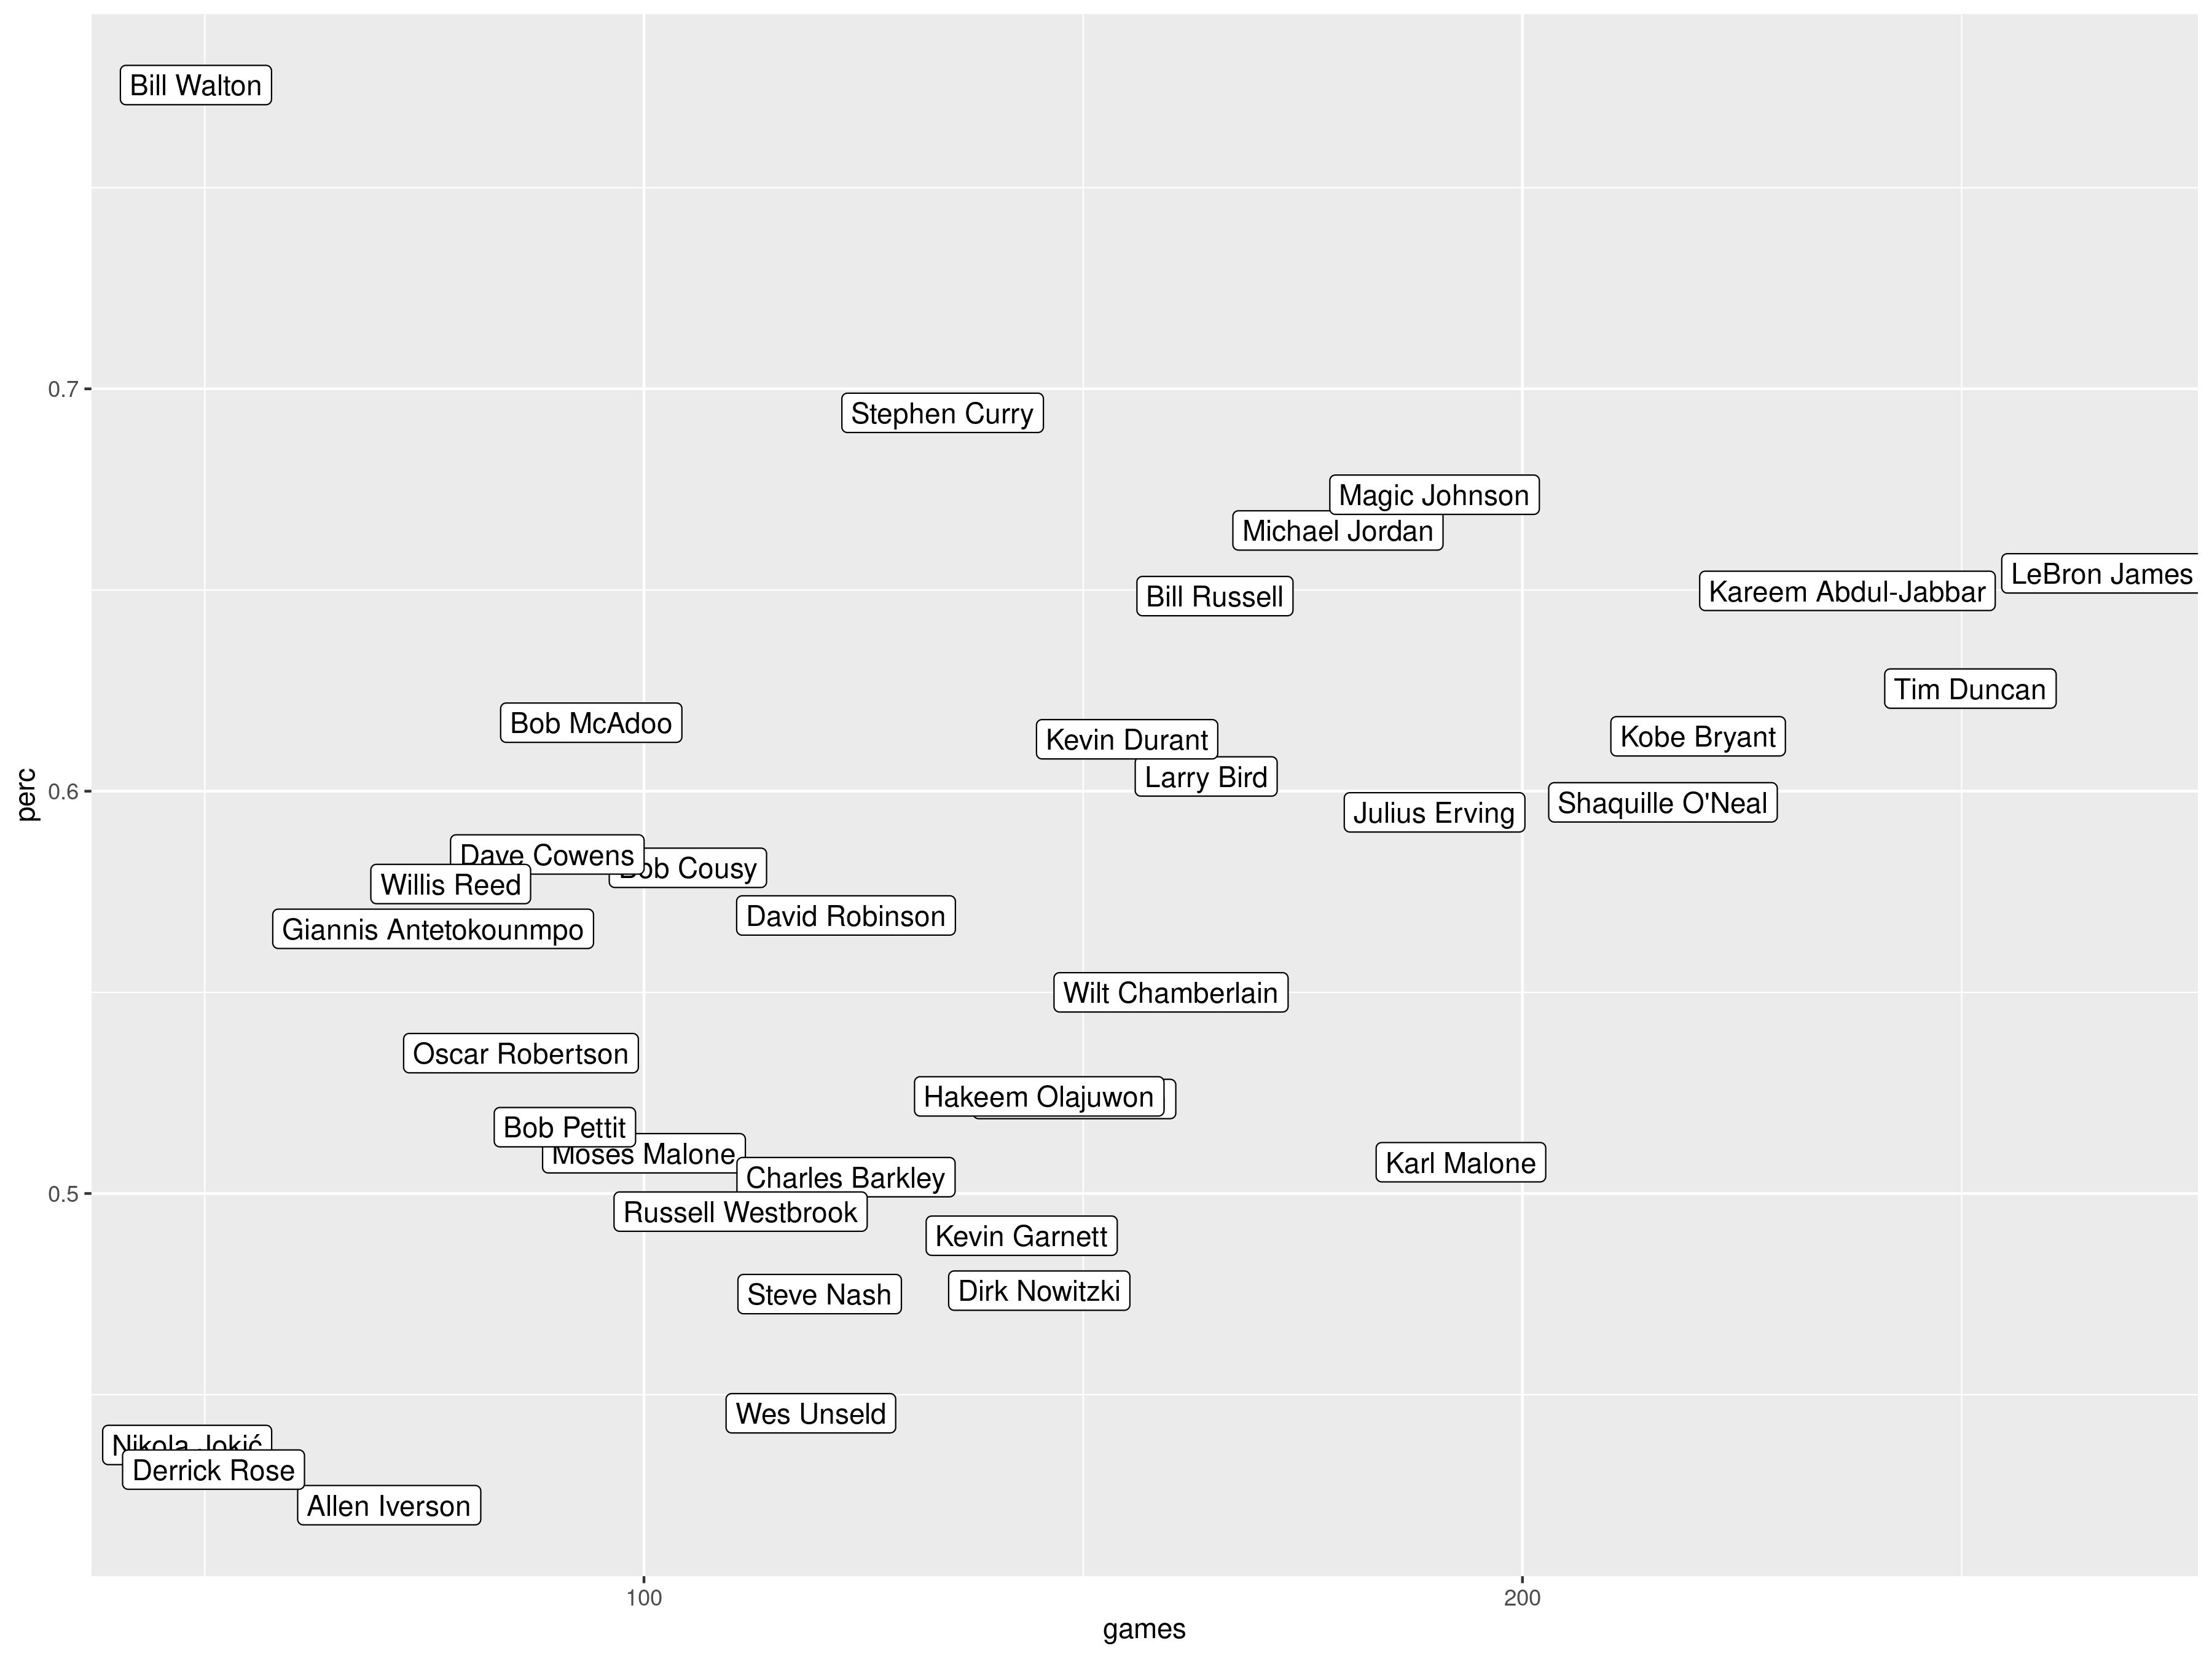 Bill Walton
0.7
Stephen Curry
Magic Johnson
Michael Jordan
LeBron James
Kareem Abdul-Jabbar
Bill Russell
Tim Duncan
Bob McAdoo
Kobe Bryant
Kevin Durant
Larry Bird
perc
0.6
Shaquille O'Neal
Julius Erving
Dave Cowens
Bob Cousy
Willis Reed
David Robinson
Giannis Antetokounmpo
Wilt Chamberlain
Oscar Robertson
Hakeem Olajuwon
Bob Pettit
Moses Malone
Karl Malone
Charles Barkley
0.5
Russell Westbrook
Kevin Garnett
Dirk Nowitzki
Steve Nash
Wes Unseld
Nikola Jokić
Derrick Rose
Allen Iverson
100
200
games